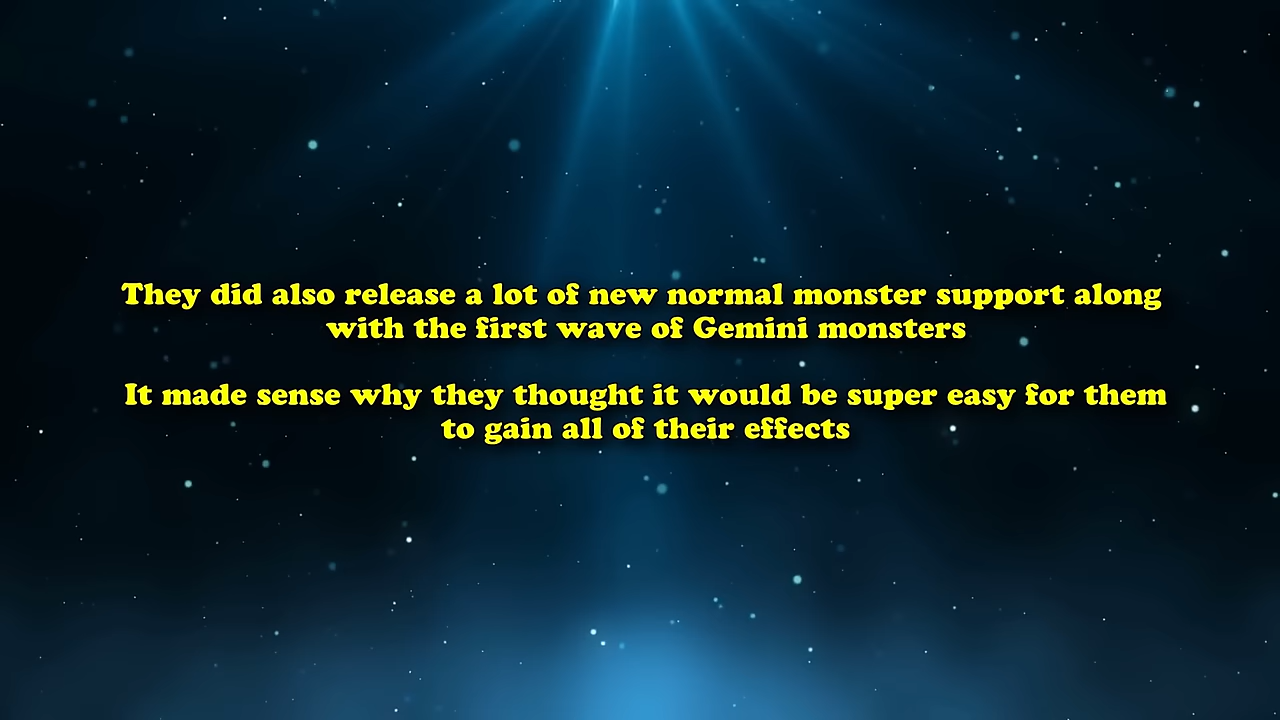 They did also release a lot of new normal monster support along
with the first wave of Gemini monsters
It made sense why they thought it would be super easy for them
to gain all of their effects